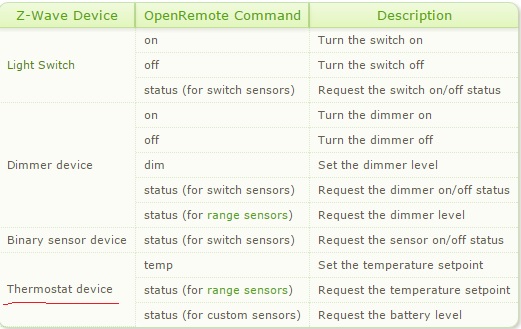 Z-Wave Device OpenRemote Command Description
Light Switch
on Turn the switch on
off Turn the switch off
status (for switch sensors) Request the switch on/off status
Dimmer device
on Turn the dimmer on
off Turn the dimmer off
dim Set the dimmer level
status (for switch sensors) Request the dimmer on/off status
status (for range sensors) Request the dimmer level
Binary sensor device status (for switch sensors) Request the sensor on/off status
Thermostat device
temp Set the temperature setpoint
status (for range sensors) Request the temperature setpoint
status (for custom sensors) Request the battery level